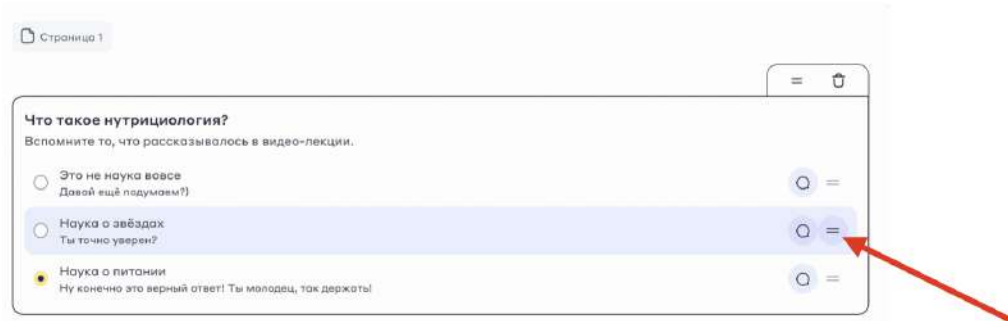 Страница 1
Что такое нутрициология?
Вспомните то, что рассказывалось в видео-лекции.
Это не наука вовсе
Давай ещё подумаем?)
Наука о звёздах
Ты точно уверен?
Наука о питании
Ну конечно это верный ответ! Ты молодец, так держать!